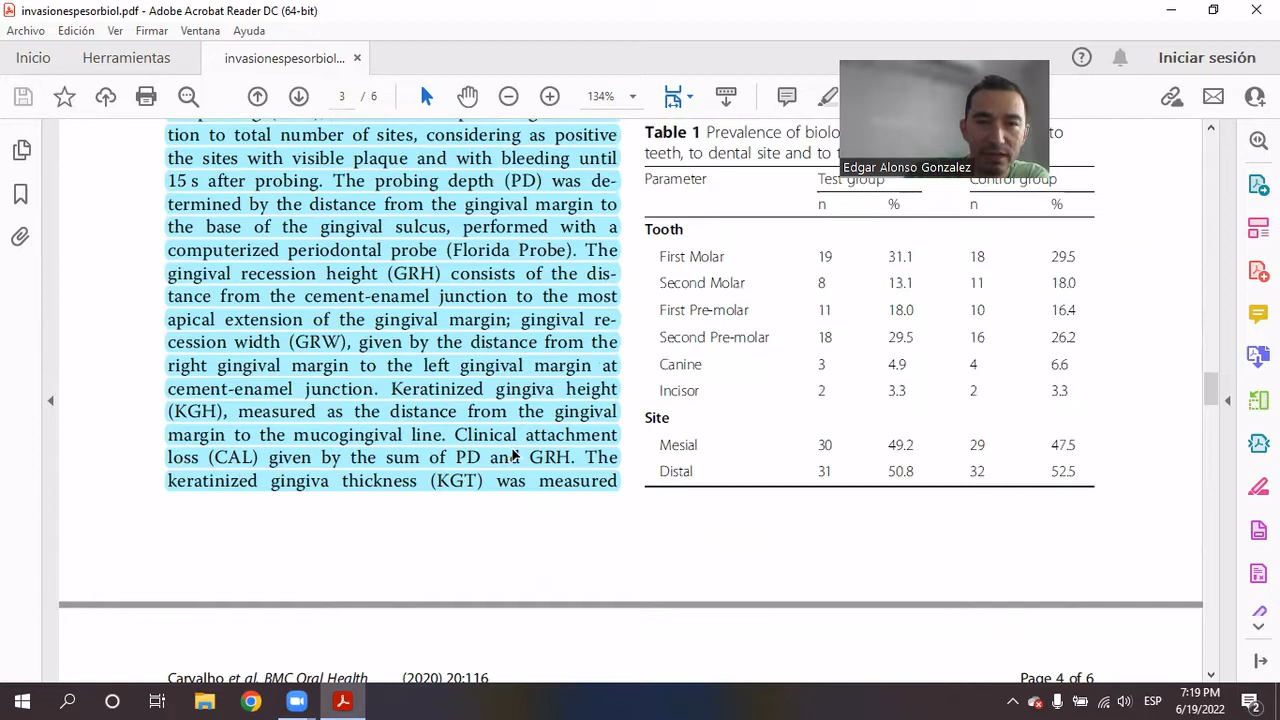 invasionespesorbiol.pdf - Adobe Acrobat Reader DC (64-bit)
Archivo Edición Ver Firmar Ventana Ayuda
Inicio Herramientas invasionespesorbiol... × Iniciar sesión
3 / 6 134%
tion to total number of sites, considering as positive
the sites with visible plaque and with bleeding until
15 s after probing. The probing depth (PD) was de-
termined by the distance from the gingival margin to
the base of the gingival sulcus, performed with a
computerized periodontal probe (Florida Probe). The
gingival recession height (GRH) consists of the dis-
tance from the cement-enamel junction to the most
apical extension of the gingival margin; gingival re-
cession width (GRW), given by the distance from the
right gingival margin to the left gingival margin at
cement-enamel junction. Keratinized gingiva height
(KGH), measured as the distance from the gingival
margin to the mucogingival line. Clinical attachment
loss (CAL) given by the sum of PD and GRH. The
keratinized gingiva thickness (KGT) was measured
Table 1 Prevalence of to
teeth, to dental site and to
Edgar Alonso Gonzalez
Parameter Test group Control group
n % n %
Tooth
First Molar 19 31.1 18 29.5
Second Molar 8 13.1 11 18.0
First Pre-molar 11 18.0 10 16.4
Second Pre-molar 18 29.5 16 26.2
Canine 3 4.9 4 6.6
Incisor 2 3.3 2 3.3
Site
Mesial 30 49.2 29 47.5
Distal 31 50.8 32 52.5
Carvalho et al. BMC Oral Health (2020) 20:116 Page 4 of 6
ESP
7:19 PM
6/19/2022
2